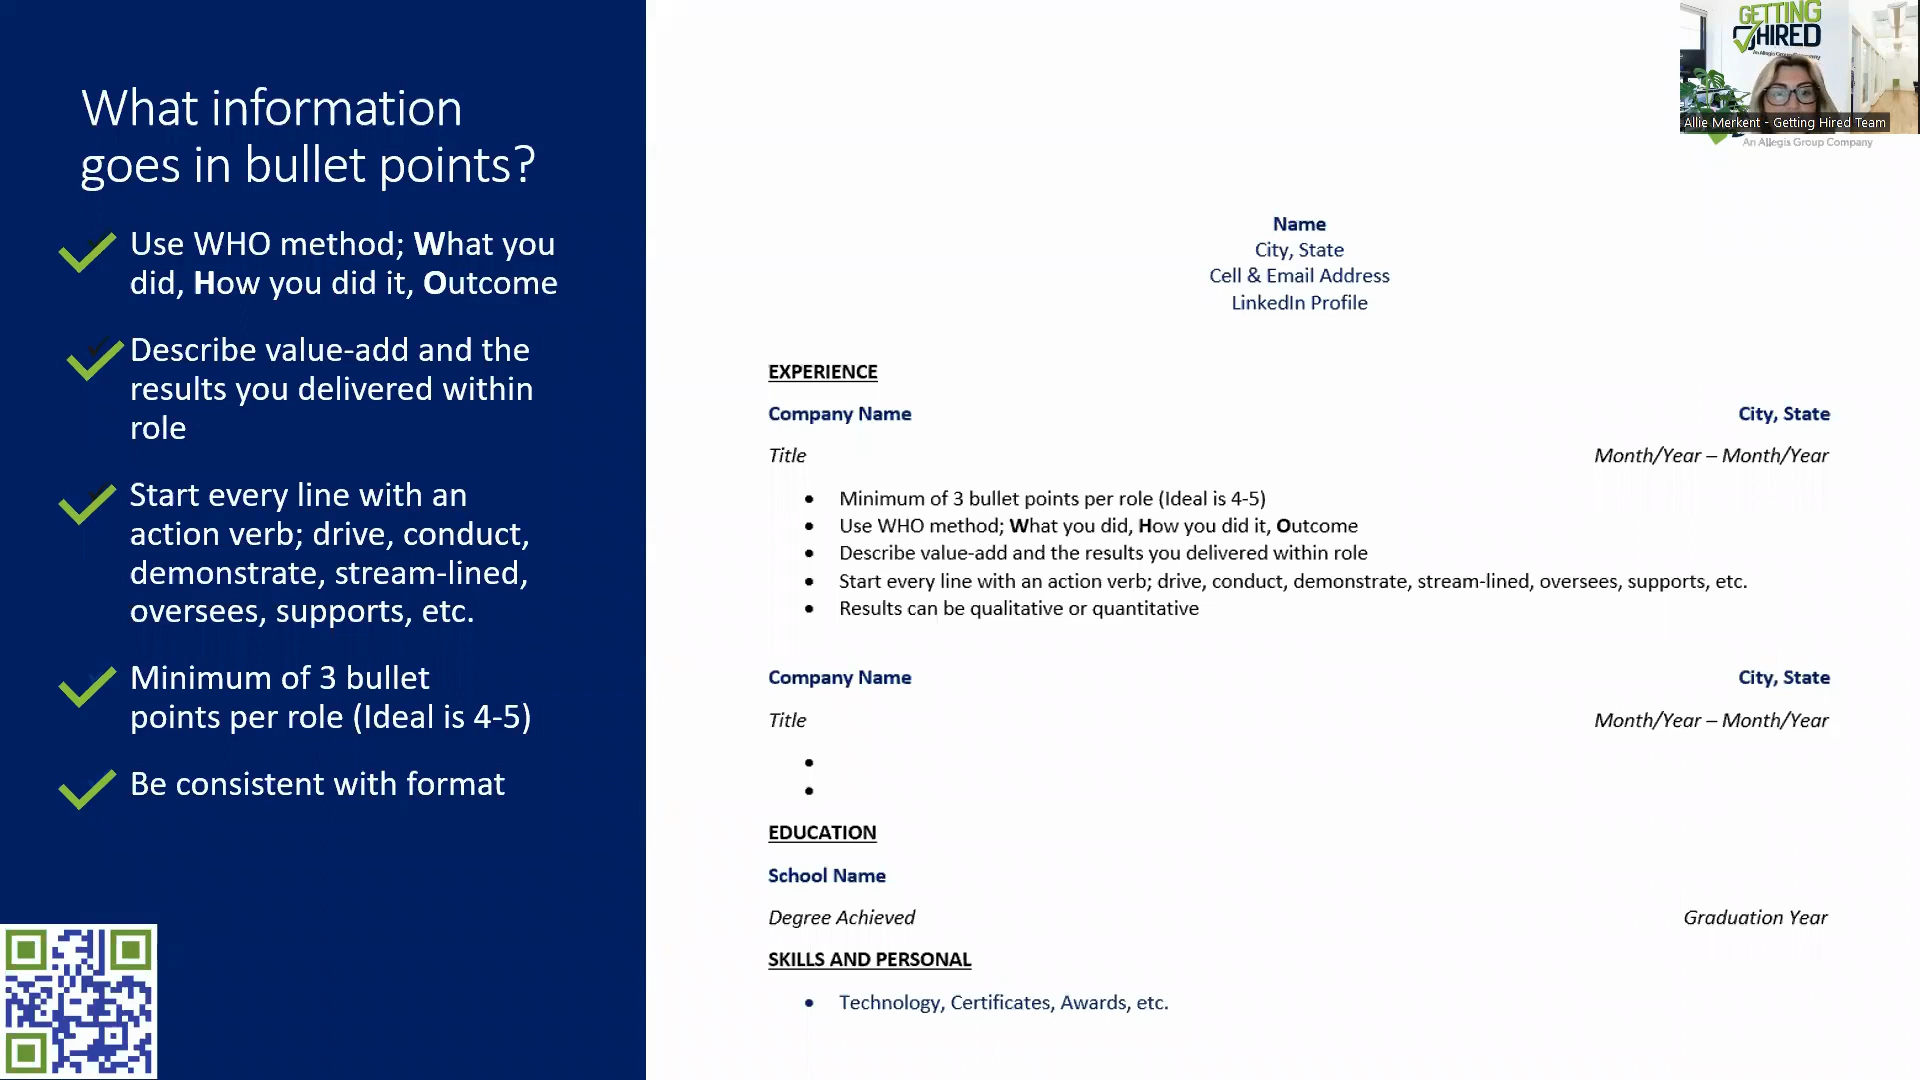 What information
goes in bullet points?
Use WHO method; What you
did, How you did it, Outcome
Describe value-add and the
results you delivered within
role
Start every line with an
action verb; drive, conduct,
demonstrate, stream-lined,
oversees, supports, etc.
Minimum of 3 bullet
points per role (Ideal is 4-5)
Be consistent with format
GETTING
HIRED
An Allegis Group Company
Allie Merkent - Getting Hired Team
An Allegis Group Company
Name
City, State
Cell & Email Address
LinkedIn Profile
EXPERIENCE
Company Name City, State
Title Month/Year – Month/Year
• Minimum of 3 bullet points per role (Ideal is 4-5)
• Use WHO method; What you did, How you did it, Outcome
• Describe value-add and the results you delivered within role
• Start every line with an action verb; drive, conduct, demonstrate, stream-lined, oversees, supports, etc.
• Results can be qualitative or quantitative
Company Name City, State
Title Month/Year – Month/Year
EDUCATION
School Name
Degree Achieved Graduation Year
SKILLS AND PERSONAL
• Technology, Certificates, Awards, etc.